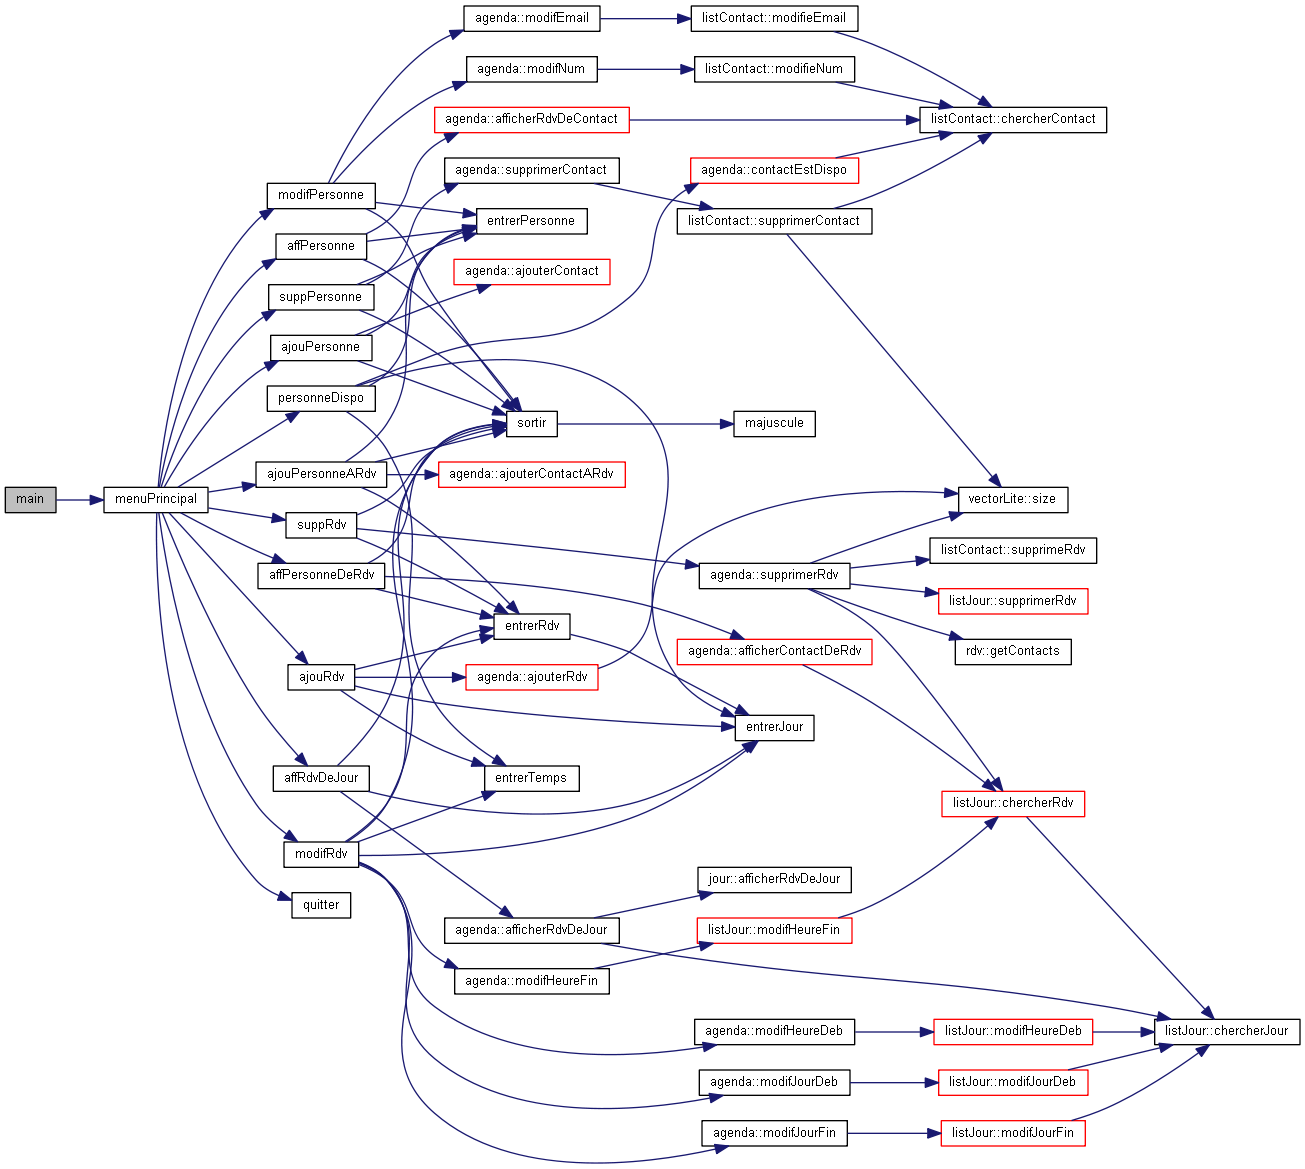 main
menuPrincipal
modifPersonne
affPersonne
suppPersonne
ajouPersonne
personneDispo
ajouPersonneARdv
suppRdv
affPersonneDeRdv
ajouRdv
affRdvDeJour
modifRdv
quitter
agenda::modifEmail
agenda::modifNum
agenda::afficherRdvDeContact
agenda::supprimerContact
entrerPersonne
agenda::ajouterContact
sortir
agenda::ajouterContactARdv
entrerRdv
agenda::ajouterRdv
entrerTemps
agenda::afficherRdvDeJour
agenda::modifHeureFin
listContact::modifieEmail
listContact::modifieNum
agenda::contactEstDispo
listContact::supprimerContact
majuscule
agenda::supprimerRdv
agenda::afficherContactDeRdv
entrerJour
jour::afficherRdvDeJour
listJour::modifHeureFin
agenda::modifHeureDeb
agenda::modifJourDeb
agenda::modifJourFin
listContact::chercherContact
vectorLite::size
listContact::supprimeRdv
listJour::supprimerRdv
rdv::getContacts
listJour::chercherRdv
listJour::modifHeureDeb
listJour::modifJourDeb
listJour::modifJourFin
listJour::chercherJour